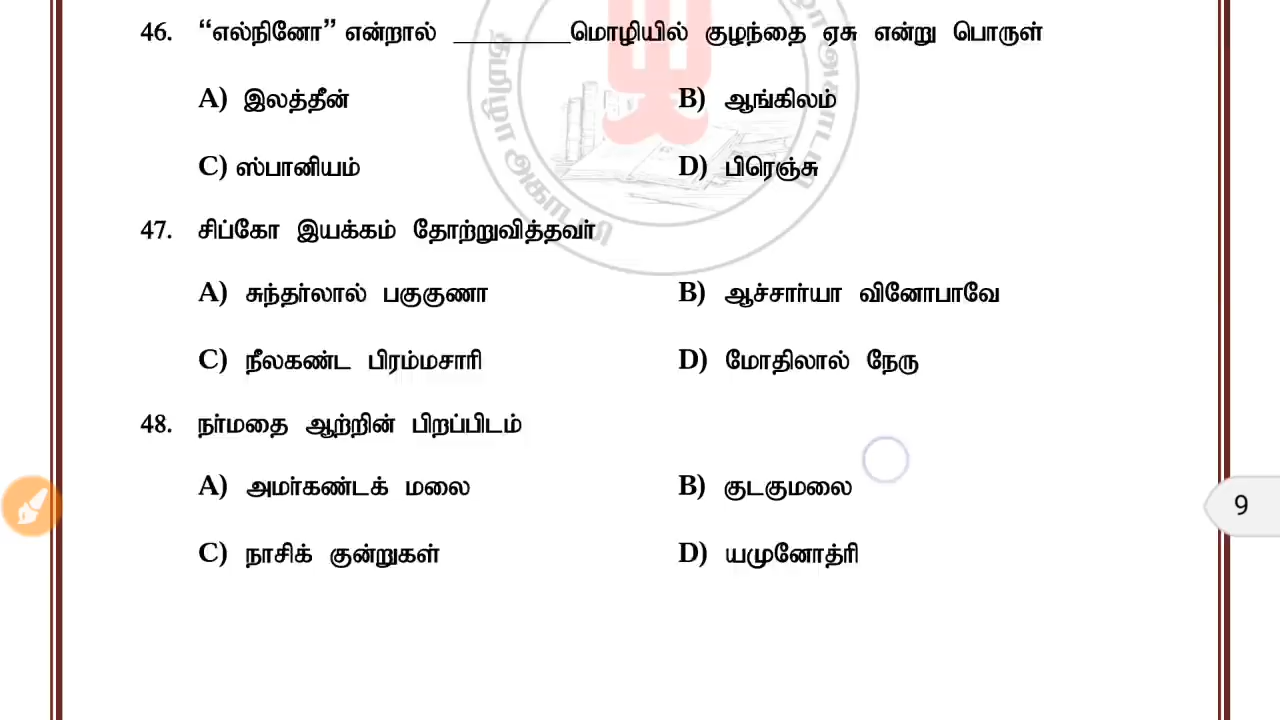 46. “எல்நினோ” என்றால் __________மொழியில் குழந்தை ஏசு என்று பொருள்
A) இலத்தீன் B) ஆங்கிலம்
C) ஸ்பானியம் D) பிரெஞ்சு
47. சிப்கோ இயக்கம் தோற்றுவித்தவர்
A) சுந்தர்லால் பகுகுணா B) ஆச்சார்யா வினோபாவே
C) நீலகண்ட பிரம்மசாரி D) மோதிலால் நேரு
48. நர்மதை ஆற்றின் பிறப்பிடம்
A) அமர்கண்டக் மலை B) குடகுமலை
C) நாசிக் குன்றுகள் D) யமுனோத்ரி
9